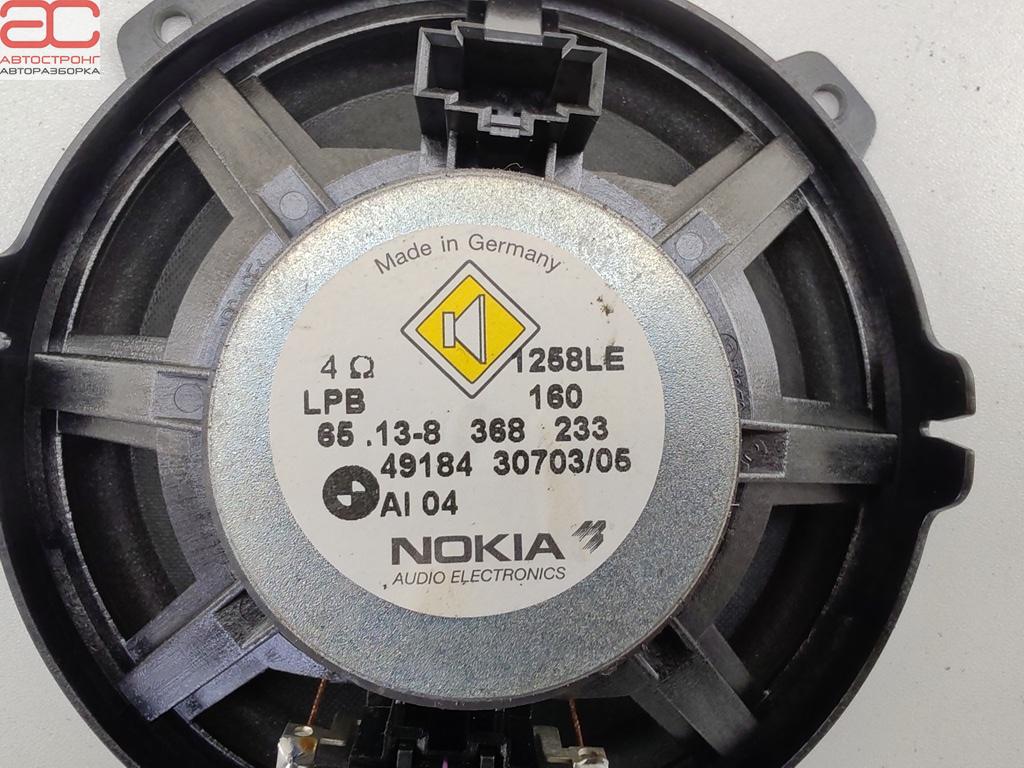 AC
АВТОСТРОНГ
АВТОРАЗБОРКА
Made in Germany
4 Ω 1258LE
LPB 160
65.13-8 368 233
49184 30703/05
AI 04
NOKIA
AUDIO ELECTRONICS